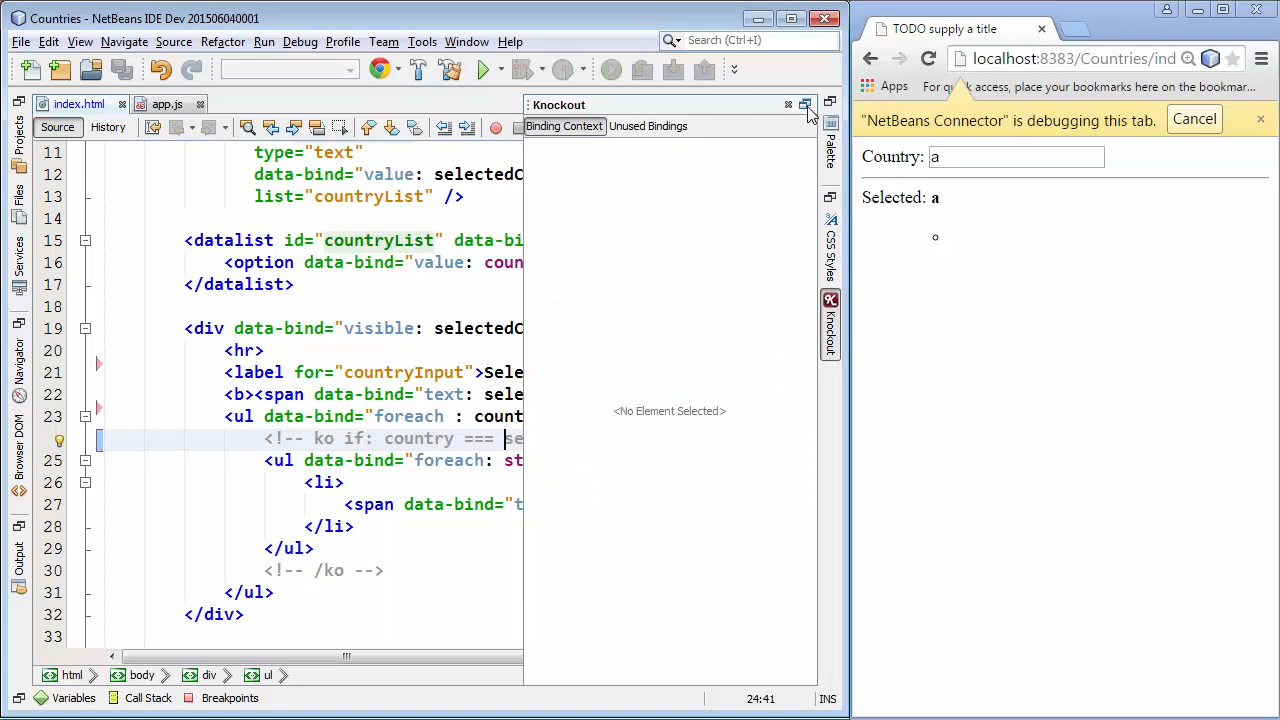 Countries - NetBeans IDE Dev 201506040001
File Edit View Navigate Source Refactor Run Debug Profile Team Tools Window Help
Search (Ctrl+I)
index.html
app.js
Source History
Projects
Files
Services
Navigator
Browser DOM
Output
11 type="text"
12 data-bind="value: selectedC
13 list="countryList" />
14
15 <datalist id="countryList" data-bi
16 <option data-bind="value: coun
17 </datalist>
18
19 <div data-bind="visible: selectedC
20 <hr>
21 <label for="countryInput">Sele
22 <b><span data-bind="text: sele
23 <ul data-bind="foreach : count
<!-- ko if: country === se
25 <ul data-bind="foreach: st
26 <li>
27 <span data-bind="t
28 </li>
29 </ul>
30 <!-- /ko -->
31 </ul>
32 </div>
33
html body div ul
Variables Call Stack Breakpoints
24:41 INS
Knockout
Binding Context Unused Bindings
<No Element Selected>
Palette
CSS Styles
Knockout
TODO supply a title
localhost:8383/Countries/ind
Apps For quick access, place your bookmarks here on the bookmar
"NetBeans Connector" is debugging this tab. Cancel
Country: a
Selected: a